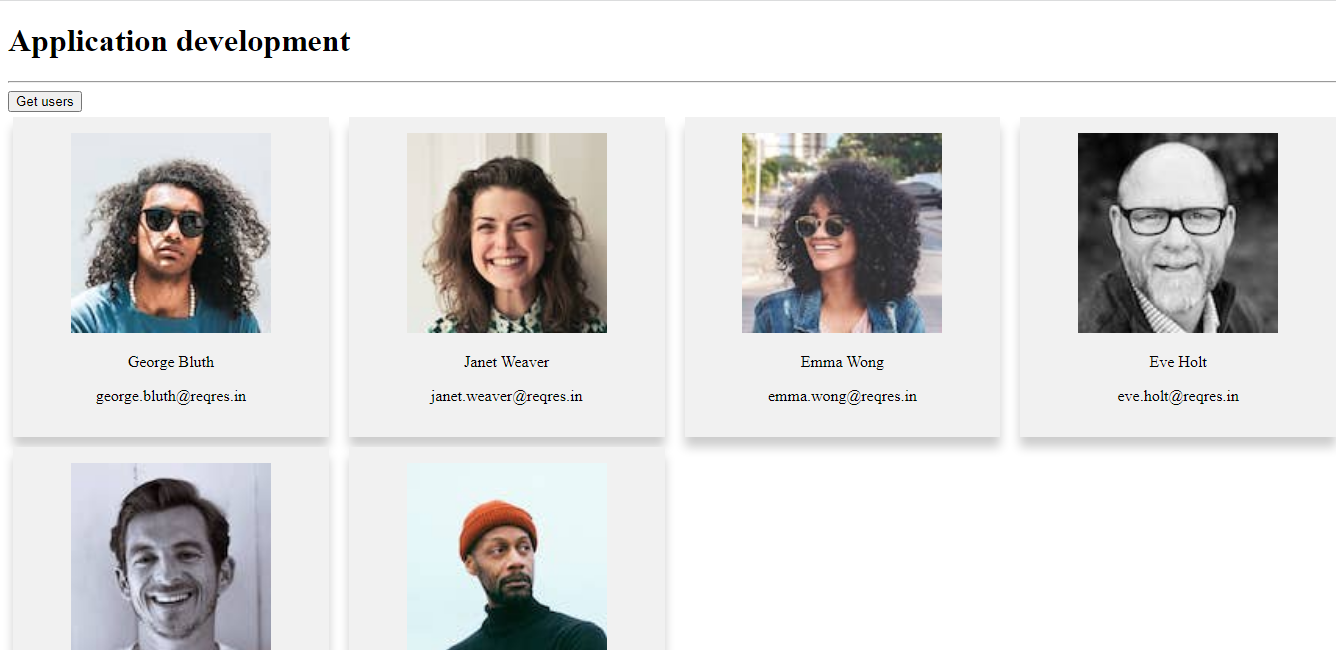 Application development
Get users
George Bluth
george.bluth@reqres.in
Janet Weaver
janet.weaver@reqres.in
Emma Wong
emma.wong@reqres.in
Eve Holt
eve.holt@reqres.in